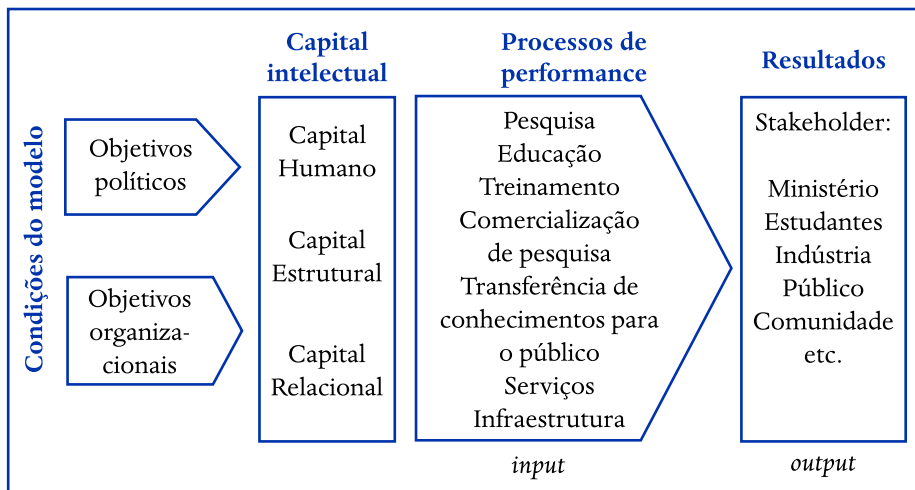 Condições do modelo
Objetivos
políticos
Objetivos
organiza-
cionais
Capital
intelectual
Capital
Humano
Capital
Estrutural
Capital
Relacional
Processos de
performance
Pesquisa
Educação
Treinamento
Comercialização
de pesquisa
Transferência de
conhecimentos para
o público
Serviços
Infraestrutura
input
Resultados
Stakeholder:
Ministério
Estudantes
Indústria
Público
Comunidade
etc.
output